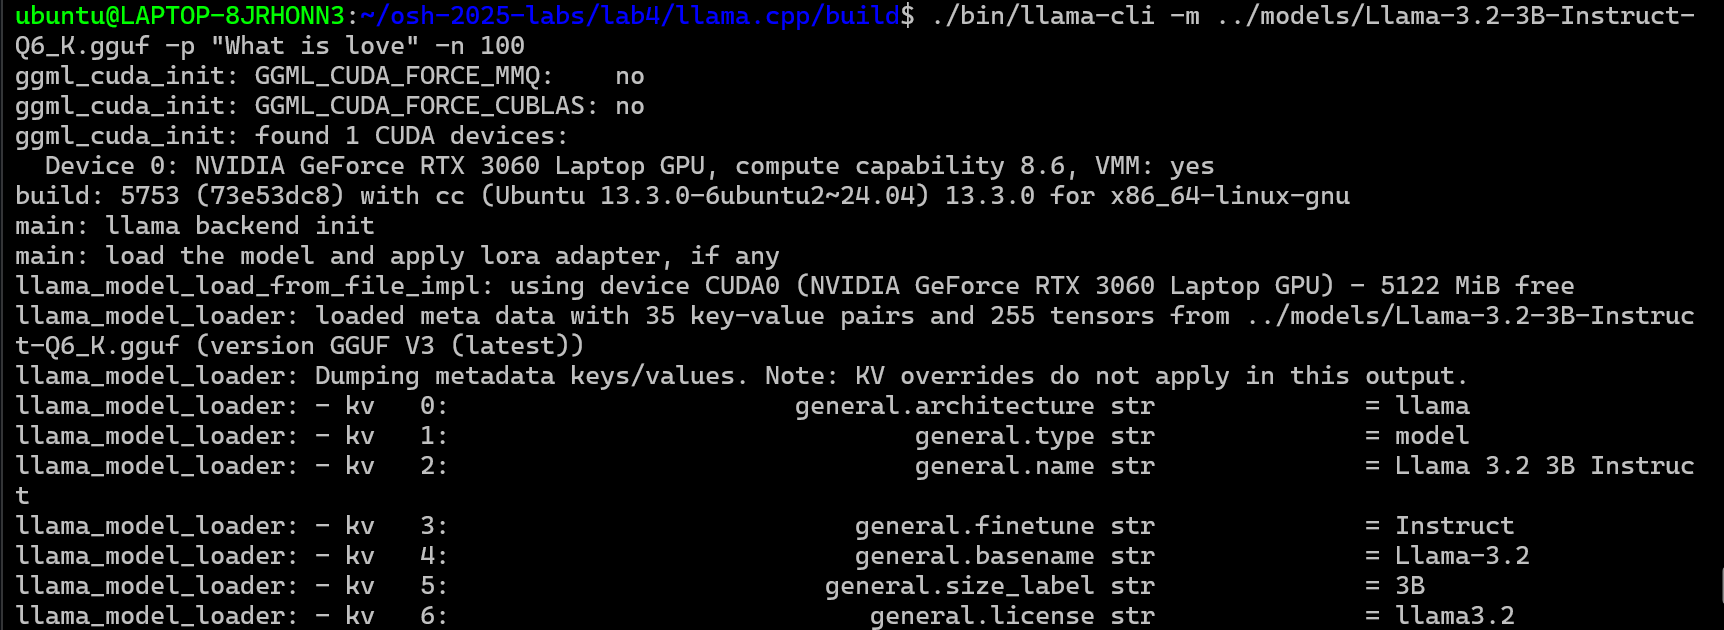 ubuntu@LAPTOP-8JRHONN3:~/osh-2025-labs/lab4/llama.cpp/build$ ./bin/llama-cli -m ../models/Llama-3.2-3B-Instruct-
Q6_K.gguf -p "What is love" -n 100
ggml_cuda_init: GGML_CUDA_FORCE_MMQ:    no
ggml_cuda_init: GGML_CUDA_FORCE_CUBLAS: no
ggml_cuda_init: found 1 CUDA devices:
  Device 0: NVIDIA GeForce RTX 3060 Laptop GPU, compute capability 8.6, VMM: yes
build: 5753 (73e53dc8) with cc (Ubuntu 13.3.0-6ubuntu2~24.04) 13.3.0 for x86_64-linux-gnu
main: llama backend init
main: load the model and apply lora adapter, if any
llama_model_load_from_file_impl: using device CUDA0 (NVIDIA GeForce RTX 3060 Laptop GPU) - 5122 MiB free
llama_model_loader: loaded meta data with 35 key-value pairs and 255 tensors from ../models/Llama-3.2-3B-Instruc
t-Q6_K.gguf (version GGUF V3 (latest))
llama_model_loader: Dumping metadata keys/values. Note: KV overrides do not apply in this output.
llama_model_loader: - kv   0:                       general.architecture str              = llama
llama_model_loader: - kv   1:                               general.type str              = model
llama_model_loader: - kv   2:                               general.name str              = Llama 3.2 3B Instruc
t
llama_model_loader: - kv   3:                           general.finetune str              = Instruct
llama_model_loader: - kv   4:                           general.basename str              = Llama-3.2
llama_model_loader: - kv   5:                         general.size_label str              = 3B
llama_model_loader: - kv   6:                            general.license str              = llama3.2